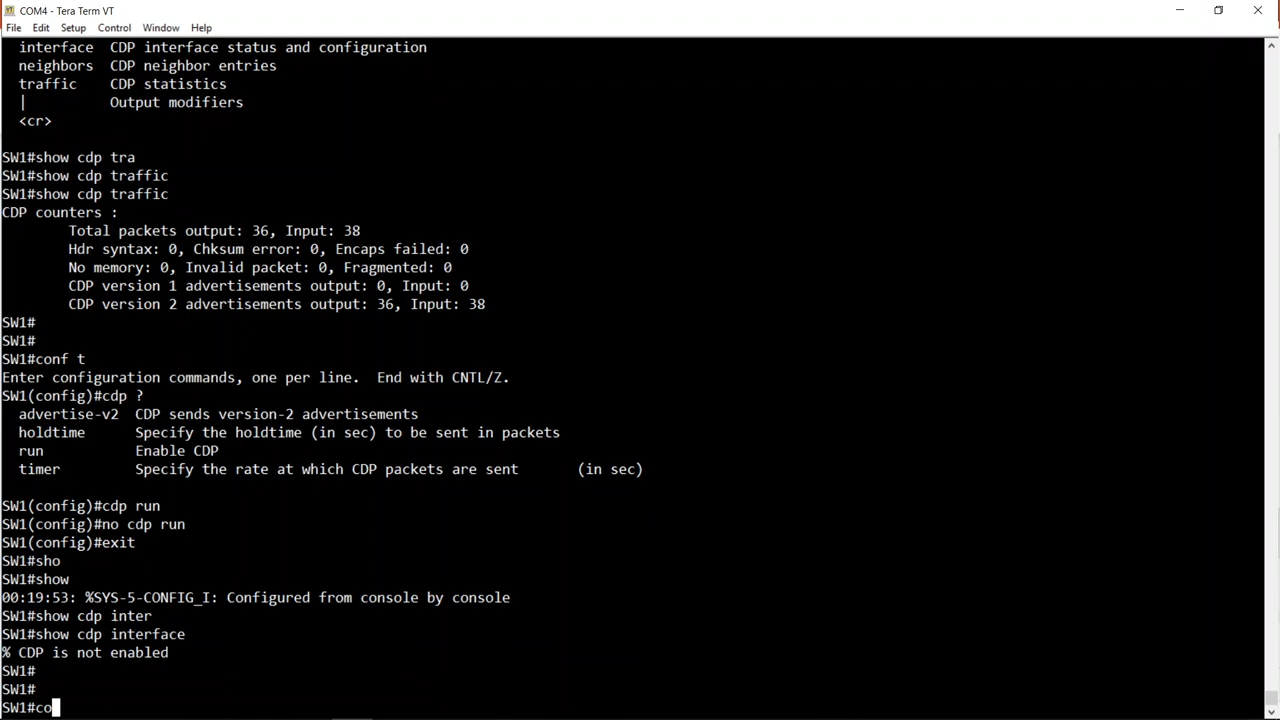 COM4 - Tera Term VT
File Edit Setup Control Window Help
interface CDP interface status and configuration
neighbors CDP neighbor entries
traffic CDP statistics
| Output modifiers
<cr>
SW1#show cdp tra
SW1#show cdp traffic
SW1#show cdp traffic
CDP counters :
Total packets output: 36, Input: 38
Hdr syntax: 0, Chksum error: 0, Encaps failed: 0
No memory: 0, Invalid packet: 0, Fragmented: 0
CDP version 1 advertisements output: 0, Input: 0
CDP version 2 advertisements output: 36, Input: 38
SW1#
SW1#
SW1#conf t
Enter configuration commands, one per line.  End with CNTL/Z.
SW1(config)#cdp ?
advertise-v2 CDP sends version-2 advertisements
holdtime Specify the holdtime (in sec) to be sent in packets
run Enable CDP
timer Specify the rate at which CDP packets are sent (in sec)
SW1(config)#cdp run
SW1(config)#no cdp run
SW1(config)#exit
SW1#sho
SW1#show
00:19:53: %SYS-5-CONFIG_I: Configured from console by console
SW1#show cdp inter
SW1#show cdp interface
% CDP is not enabled
SW1#
SW1#
SW1#co